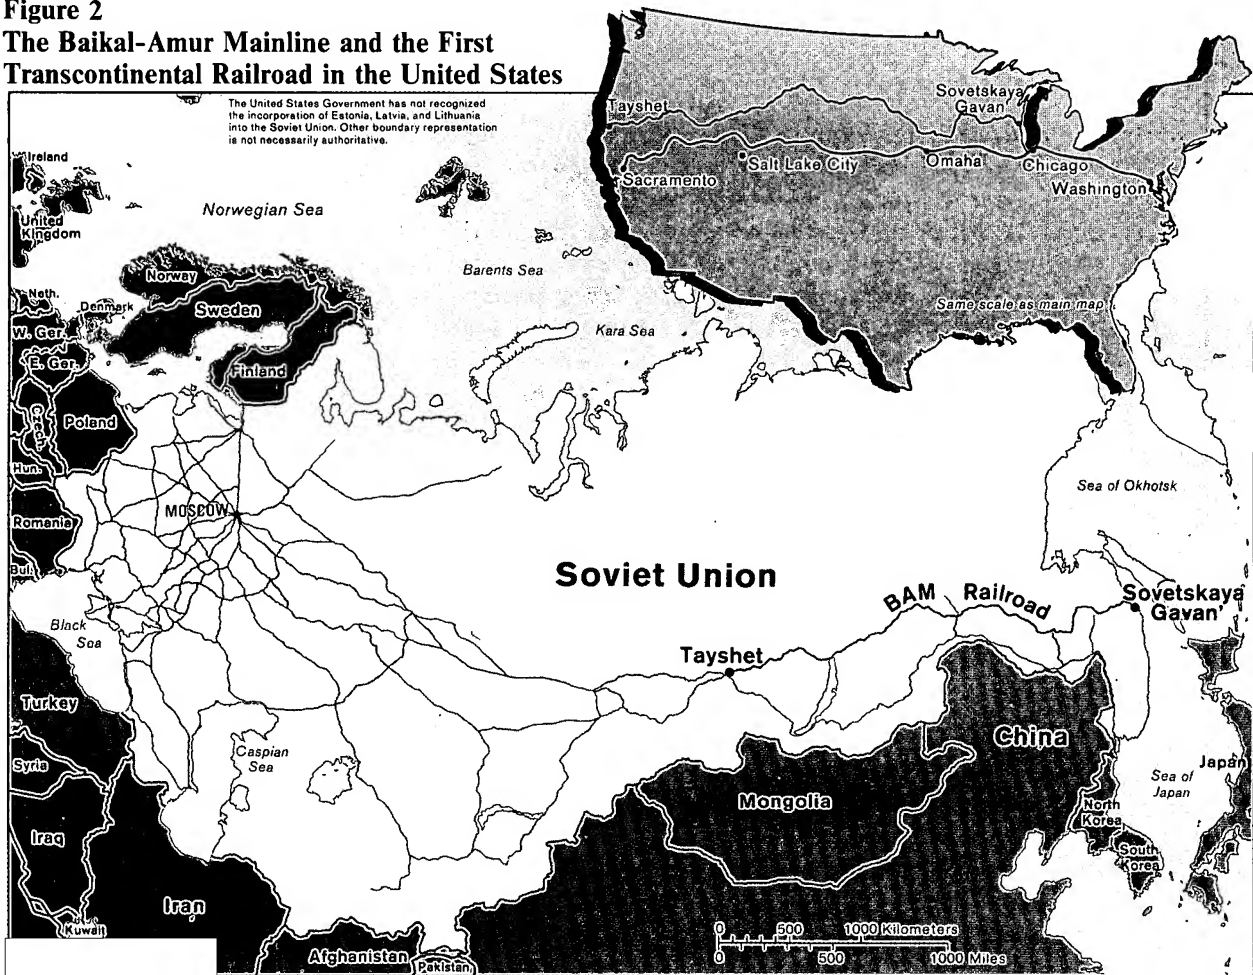 Figure 2
The Baikal-Amur Mainline and the First
Transcontinental Railroad in the United States
The United States Government has not recognized
the incorporation of Estonia, Latvia, and Lithuania
into the Soviet Union. Other boundary representation
is not necessarily authoritative.
Tayshet
Sovetskaya
Gavan'
Sacramento
Salt Lake City
Omaha
Chicago
Washington
Same scale as main map
Ireland
United
Kingdom
Norwegian Sea
Barents Sea
Kara Sea
Norway
Sweden
Finland
Neth.
Denmark
W. Ger.
E. Ger.
Poland
Czech.
Hun.
Romania
Bul.
MOSCOW
Black
Sea
Soviet Union
BAM Railroad
Sea of Okhotsk
Sovetskaya
Gavan'
Tayshet
Turkey
Syria
Iraq
Iran
Kuwait
Caspian
Sea
Afghanistan
Pakistan
Mongolia
China
North
Korea
South
Korea
Sea of
Japan
Japan
0 500 1000 Kilometers
0 500 1000 Miles